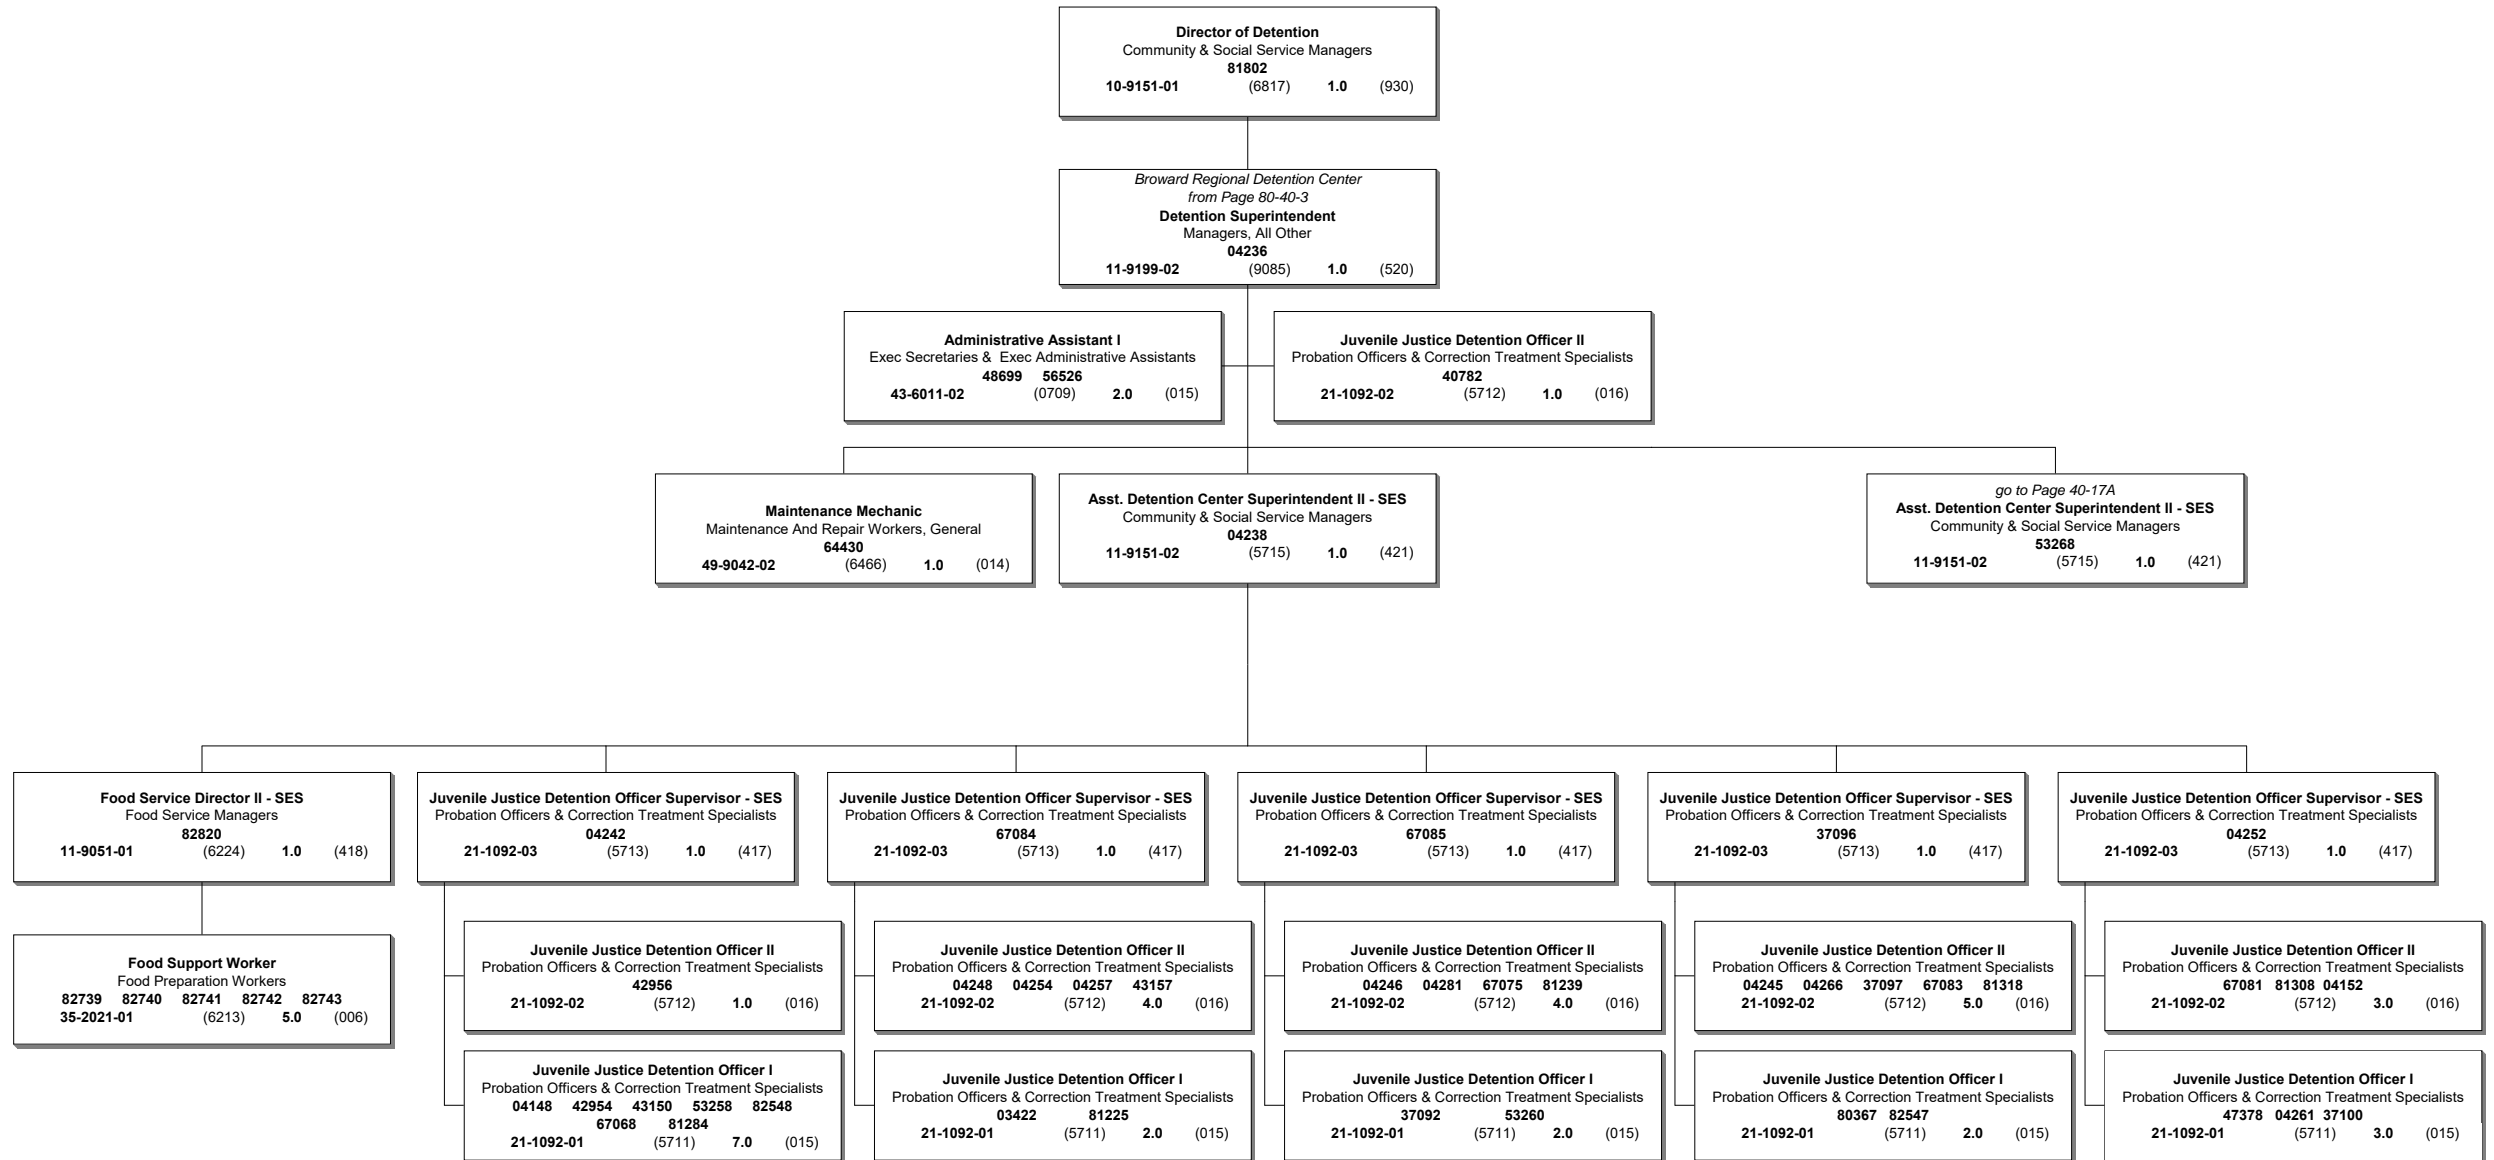 Director of Detention
Community & Social Service Managers
81802
10-9151-01 (6817) 1.0 (930)
Broward Regional Detention Center
from Page 80-40-3
Detention Superintendent
Managers, All Other
04236
11-9199-02 (9085) 1.0 (520)
Administrative Assistant I
Exec Secretaries & Exec Administrative Assistants
48699 56526
43-6011-02 (0709) 2.0 (015)
Juvenile Justice Detention Officer II
Probation Officers & Correction Treatment Specialists
40782
21-1092-02 (5712) 1.0 (016)
Maintenance Mechanic
Maintenance And Repair Workers, General
64430
49-9042-02 (6466) 1.0 (014)
Asst. Detention Center Superintendent II - SES
Community & Social Service Managers
04238
11-9151-02 (5715) 1.0 (421)
go to Page 40-17A
Asst. Detention Center Superintendent II - SES
Community & Social Service Managers
53268
11-9151-02 (5715) 1.0 (421)
Food Service Director II - SES
Food Service Managers
82820
11-9051-01 (6224) 1.0 (418)
Juvenile Justice Detention Officer Supervisor - SES
Probation Officers & Correction Treatment Specialists
04242
21-1092-03 (5713) 1.0 (417)
Juvenile Justice Detention Officer Supervisor - SES
Probation Officers & Correction Treatment Specialists
67084
21-1092-03 (5713) 1.0 (417)
Juvenile Justice Detention Officer Supervisor - SES
Probation Officers & Correction Treatment Specialists
67085
21-1092-03 (5713) 1.0 (417)
Juvenile Justice Detention Officer Supervisor - SES
Probation Officers & Correction Treatment Specialists
37096
21-1092-03 (5713) 1.0 (417)
Juvenile Justice Detention Officer Supervisor - SES
Probation Officers & Correction Treatment Specialists
04252
21-1092-03 (5713) 1.0 (417)
Food Support Worker
Food Preparation Workers
82739 82740 82741 82742 82743
35-2021-01 (6213) 5.0 (006)
Juvenile Justice Detention Officer II
Probation Officers & Correction Treatment Specialists
42956
21-1092-02 (5712) 1.0 (016)
Juvenile Justice Detention Officer II
Probation Officers & Correction Treatment Specialists
04248 04254 04257 43157
21-1092-02 (5712) 4.0 (016)
Juvenile Justice Detention Officer II
Probation Officers & Correction Treatment Specialists
04246 04281 67075 81239
21-1092-02 (5712) 4.0 (016)
Juvenile Justice Detention Officer II
Probation Officers & Correction Treatment Specialists
04245 04266 37097 67083 81318
21-1092-02 (5712) 5.0 (016)
Juvenile Justice Detention Officer II
Probation Officers & Correction Treatment Specialists
67081 81308 04152
21-1092-02 (5712) 3.0 (016)
Juvenile Justice Detention Officer I
Probation Officers & Correction Treatment Specialists
04148 42954 43150 53258 82548
67068 81284
21-1092-01 (5711) 7.0 (015)
Juvenile Justice Detention Officer I
Probation Officers & Correction Treatment Specialists
03422 81225
21-1092-01 (5711) 2.0 (015)
Juvenile Justice Detention Officer I
Probation Officers & Correction Treatment Specialists
37092 53260
21-1092-01 (5711) 2.0 (015)
Juvenile Justice Detention Officer I
Probation Officers & Correction Treatment Specialists
80367 82547
21-1092-01 (5711) 2.0 (015)
Juvenile Justice Detention Officer I
Probation Officers & Correction Treatment Specialists
47378 04261 37100
21-1092-01 (5711) 3.0 (015)